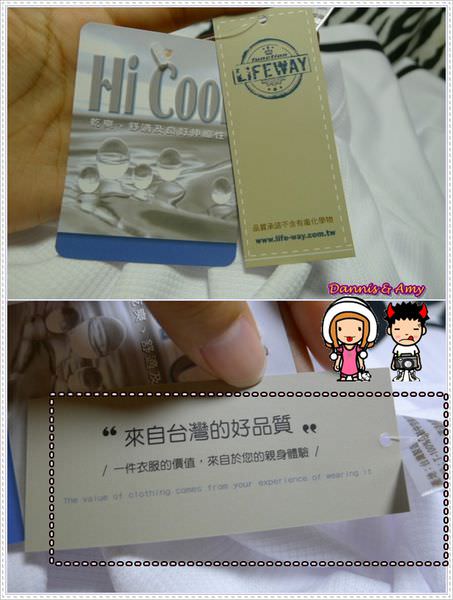 Hi Cool
乾爽，舒適及良好伸縮性
function
LiFEWAY
品質承諾不含有毒化學物
www.life-way.com.tw
Dannis & Amy
“ 來自台灣的好品質 ”
/ 一件衣服的價值，來自於您的親身體驗 /
The value of clothing comes from your experience of wearing it